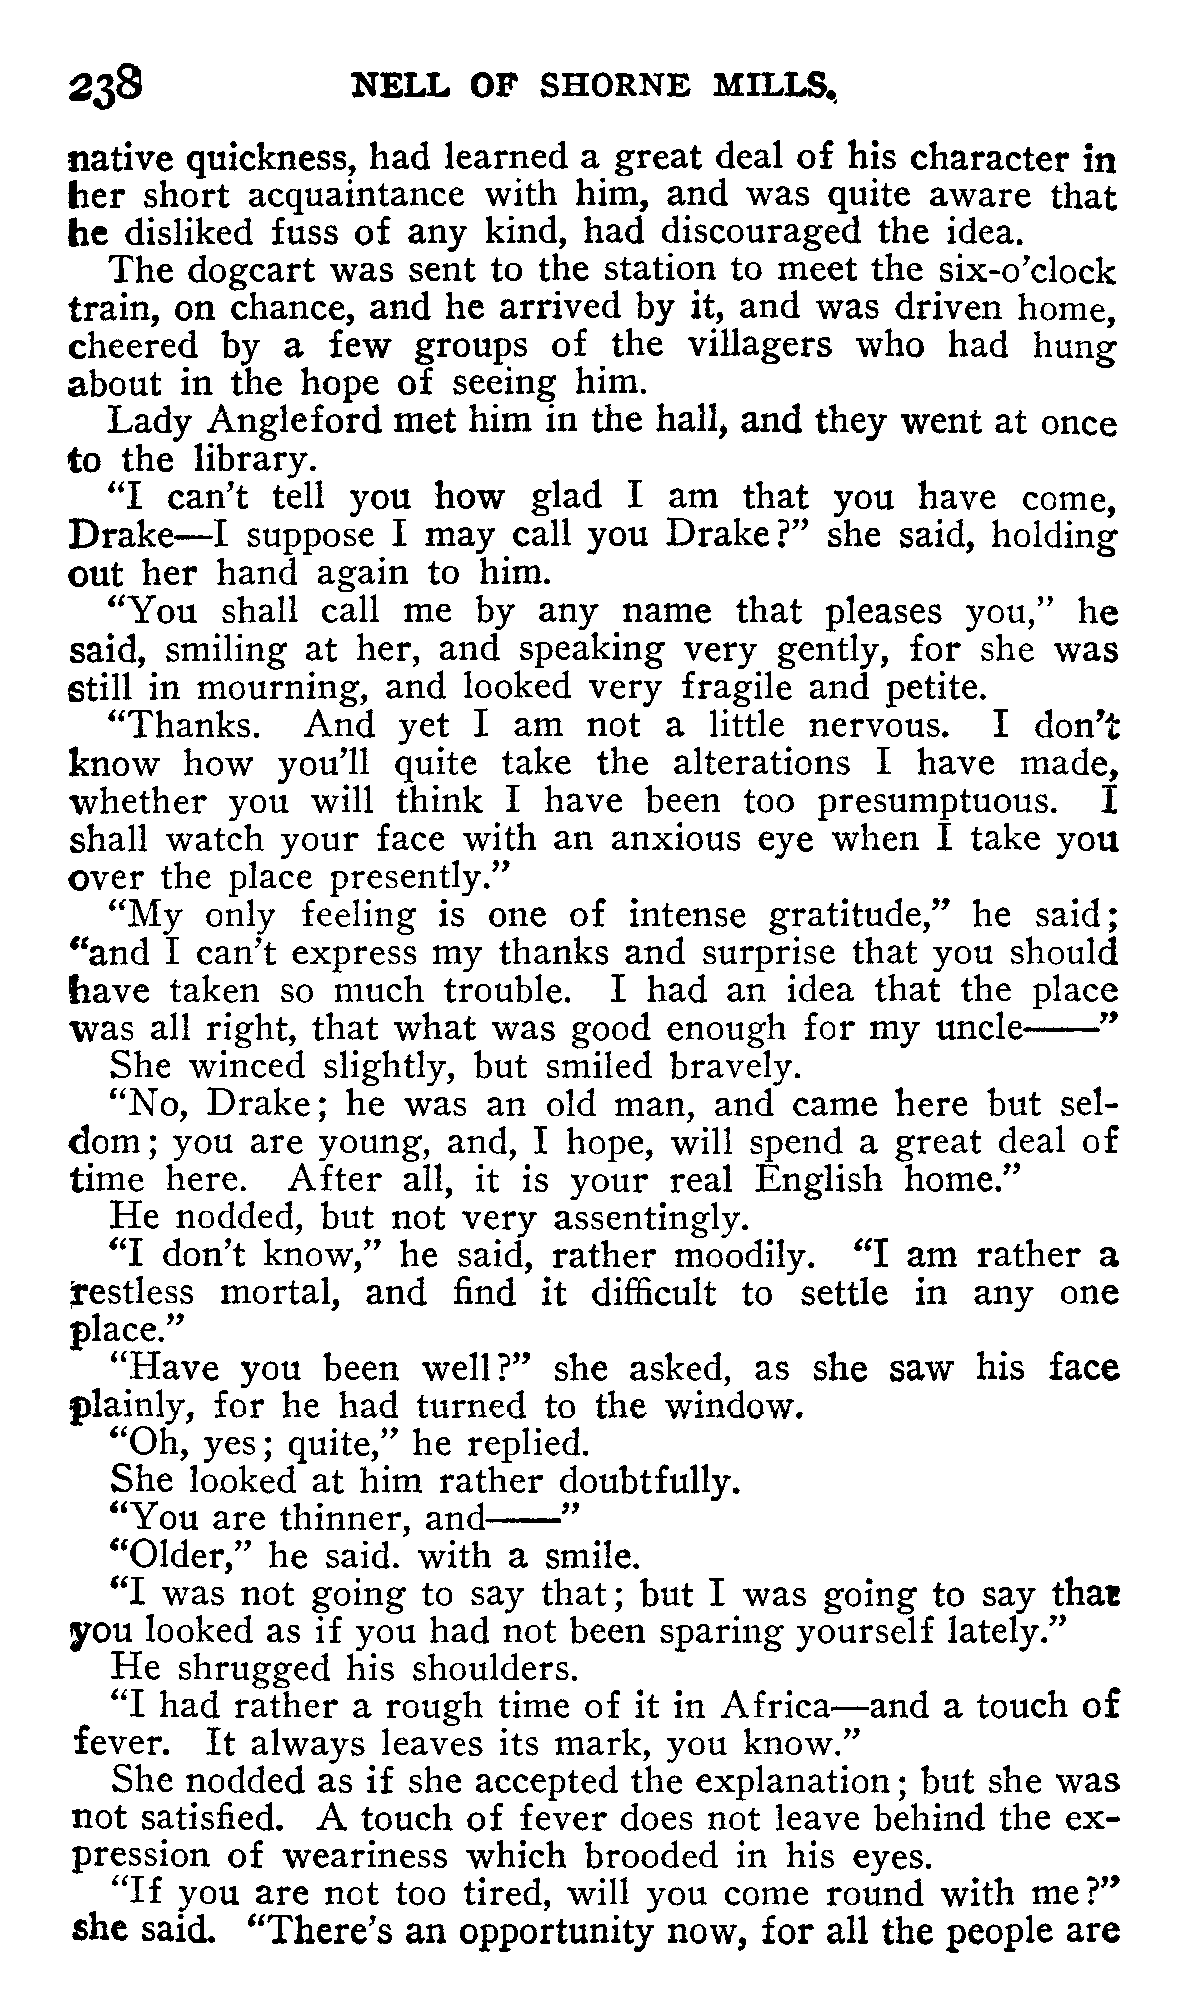 238 NELL OF SHORNE MILLS.
native quickness, had learned a great deal of his character in
her short acquaintance with him, and was quite aware that
he disliked fuss of any kind, had discouraged the idea.
The dogcart was sent to the station to meet the six-o'clock
train, on chance, and he arrived by it, and was driven home,
cheered by a few groups of the villagers who had hung
about in the hope of seeing him.
Lady Angleford met him in the hall, and they went at once
to the library.
"I can't tell you how glad I am that you have come,
Drake—I suppose I may call you Drake?" she said, holding
out her hand again to him.
"You shall call me by any name that pleases you," he
said, smiling at her, and speaking very gently, for she was
still in mourning, and looked very fragile and petite.
"Thanks. And yet I am not a little nervous. I don't
know how you'll quite take the alterations I have made,
whether you will think I have been too presumptuous. I
shall watch your face with an anxious eye when I take you
over the place presently."
"My only feeling is one of intense gratitude," he said;
"and I can't express my thanks and surprise that you should
have taken so much trouble. I had an idea that the place
was all right, that what was good enough for my uncle——"
She winced slightly, but smiled bravely.
"No, Drake; he was an old man, and came here but sel-
dom; you are young, and, I hope, will spend a great deal of
time here. After all, it is your real English home."
He nodded, but not very assentingly.
"I don't know," he said, rather moodily. "I am rather a
restless mortal, and find it difficult to settle in any one
place."
"Have you been well?" she asked, as she saw his face
plainly, for he had turned to the window.
"Oh, yes; quite," he replied.
She looked at him rather doubtfully.
"You are thinner, and——"
"Older," he said. with a smile.
"I was not going to say that; but I was going to say that
you looked as if you had not been sparing yourself lately."
He shrugged his shoulders.
"I had rather a rough time of it in Africa—and a touch of
fever. It always leaves its mark, you know."
She nodded as if she accepted the explanation; but she was
not satisfied. A touch of fever does not leave behind the ex-
pression of weariness which brooded in his eyes.
"If you are not too tired, will you come round with me?"
she said. "There's an opportunity now, for all the people are